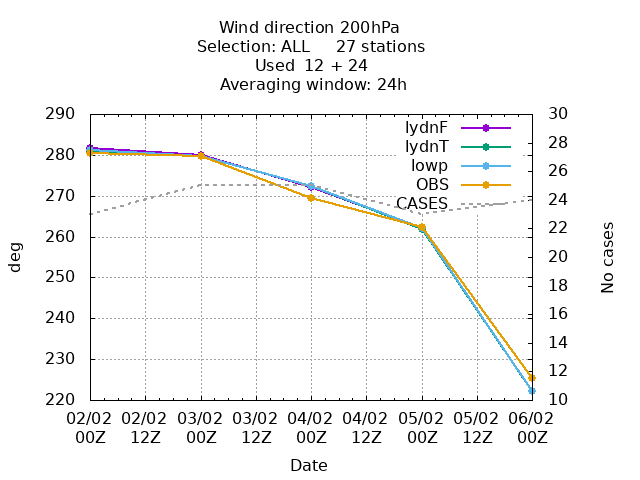 Wind direction 200hPa
Selection: ALL 27 stations
Used 12 + 24
Averaging window: 24h
290
280
270
260
250
240
230
220
deg
30
28
26
24
22
20
18
16
14
12
10
No cases
lydnF
lydnT
lowp
OBS
CASES
02/02 02/02 03/02 03/02 04/02 04/02 05/02 05/02 06/02
00Z 12Z 00Z 12Z 00Z 12Z 00Z 12Z 00Z
Date